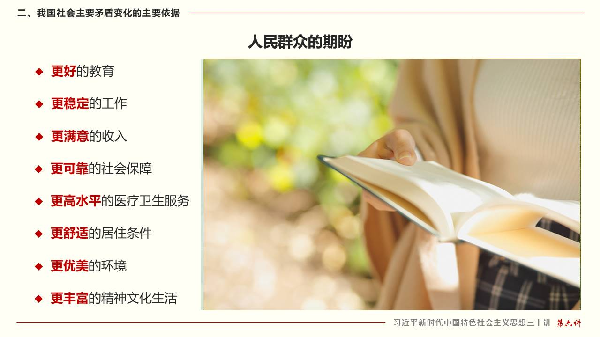 二、我国社会主要矛盾变化的主要依据
人民群众的期盼
更好的教育
更稳定的工作
更满意的收入
更可靠的社会保障
更高水平的医疗卫生服务
更舒适的居住条件
更优美的环境
更丰富的精神文化生活
习近平新时代中国特色社会主义思想三十讲 第六讲